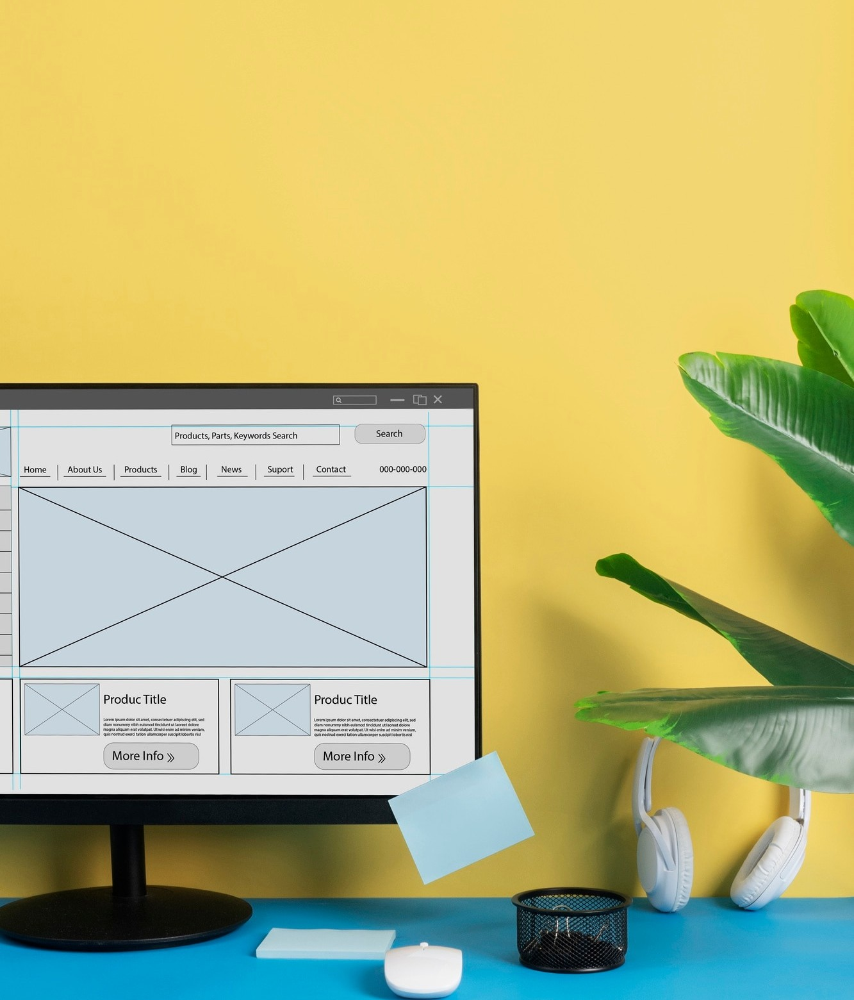 Products, Parts, Keywords Search
Search
Home
About Us
Products
Blog
News
Suport
Contact
000-000-000
Produc Title
Lorem ipsum dolor sit amet, consectetuer adipiscing elit, sed
diam nonummy nibh euismod tincidunt ut laoreet dolore
magna aliquam erat volutpat. Ut wisi enim ad minim veniam,
quis nostrud exerci tation ullamcorper suscipit lobortis nisl
More Info
Produc Title
Lorem ipsum dolor sit amet, consectetuer adipiscing elit, sed
diam nonummy nibh euismod tincidunt ut laoreet dolore
magna aliquam erat volutpat. Ut wisi enim ad minim veniam,
quis nostrud exerci tation ullamcorper suscipit lobortis nisl
More Info